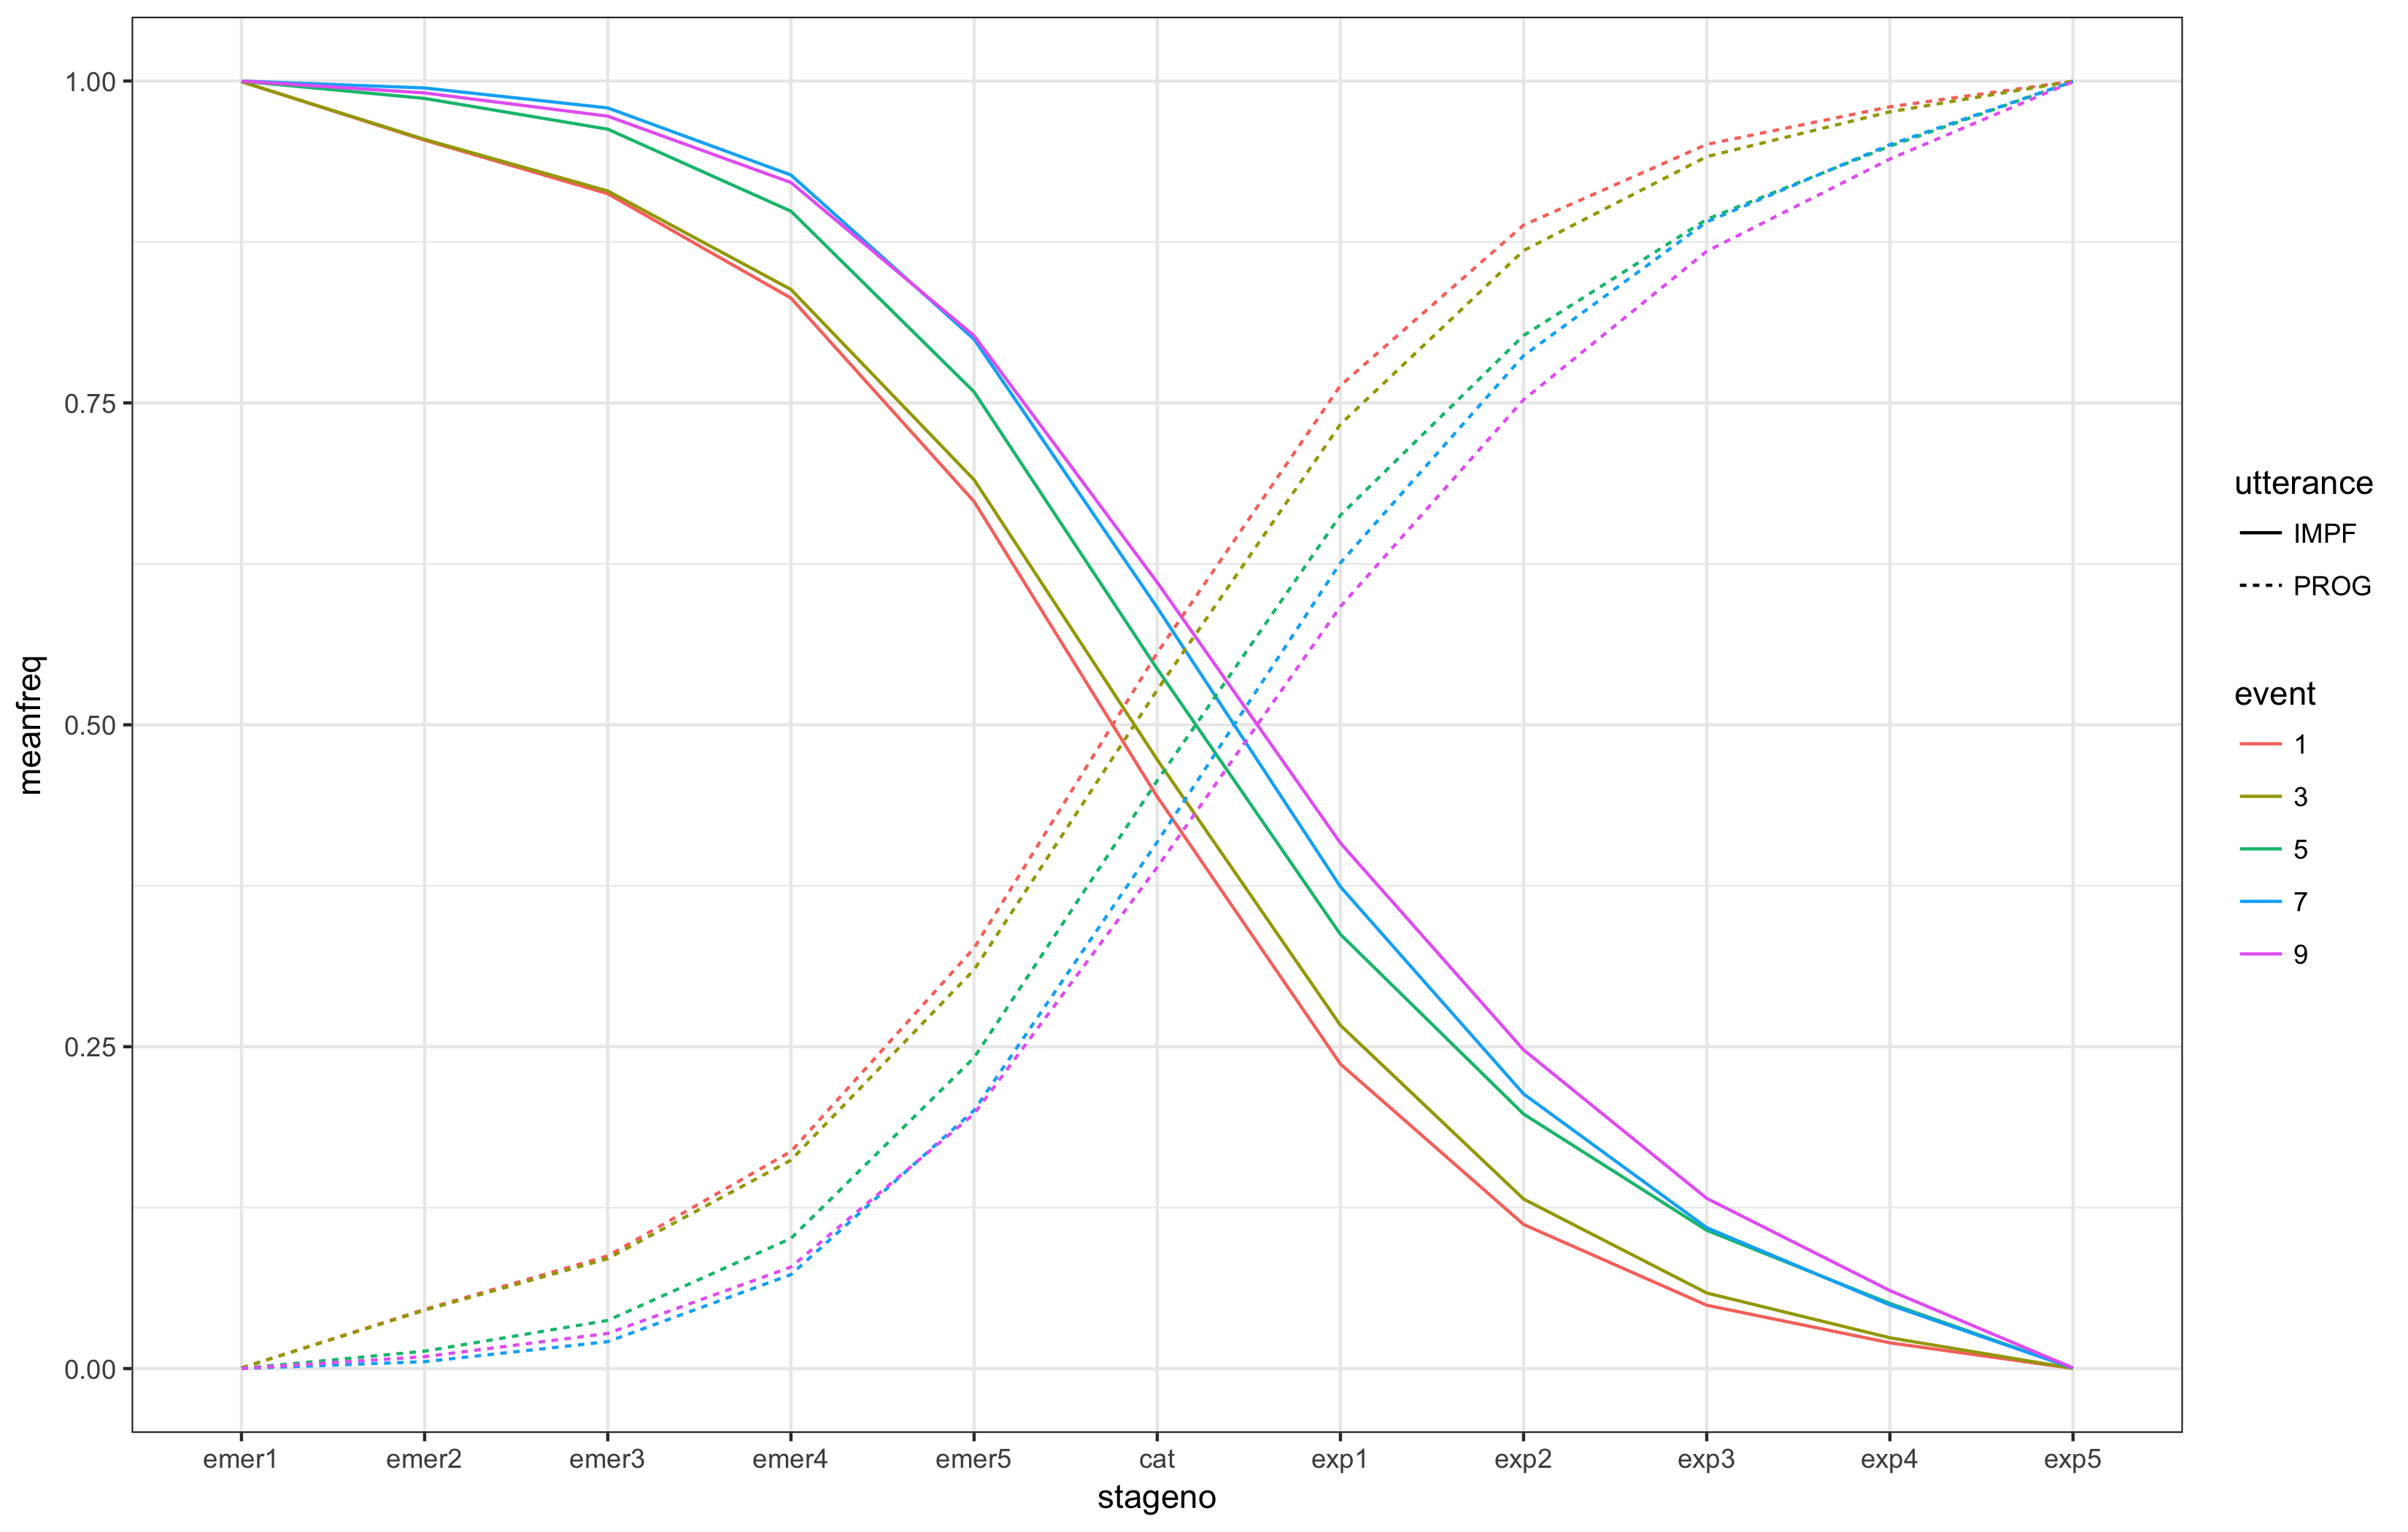 1.00
0.75
0.50
0.25
0.00
meanfreq
emer1 emer2 emer3 emer4 emer5 cat exp1 exp2 exp3 exp4 exp5
stageno
utterance
IMPF
PROG
event
1
3
5
7
9